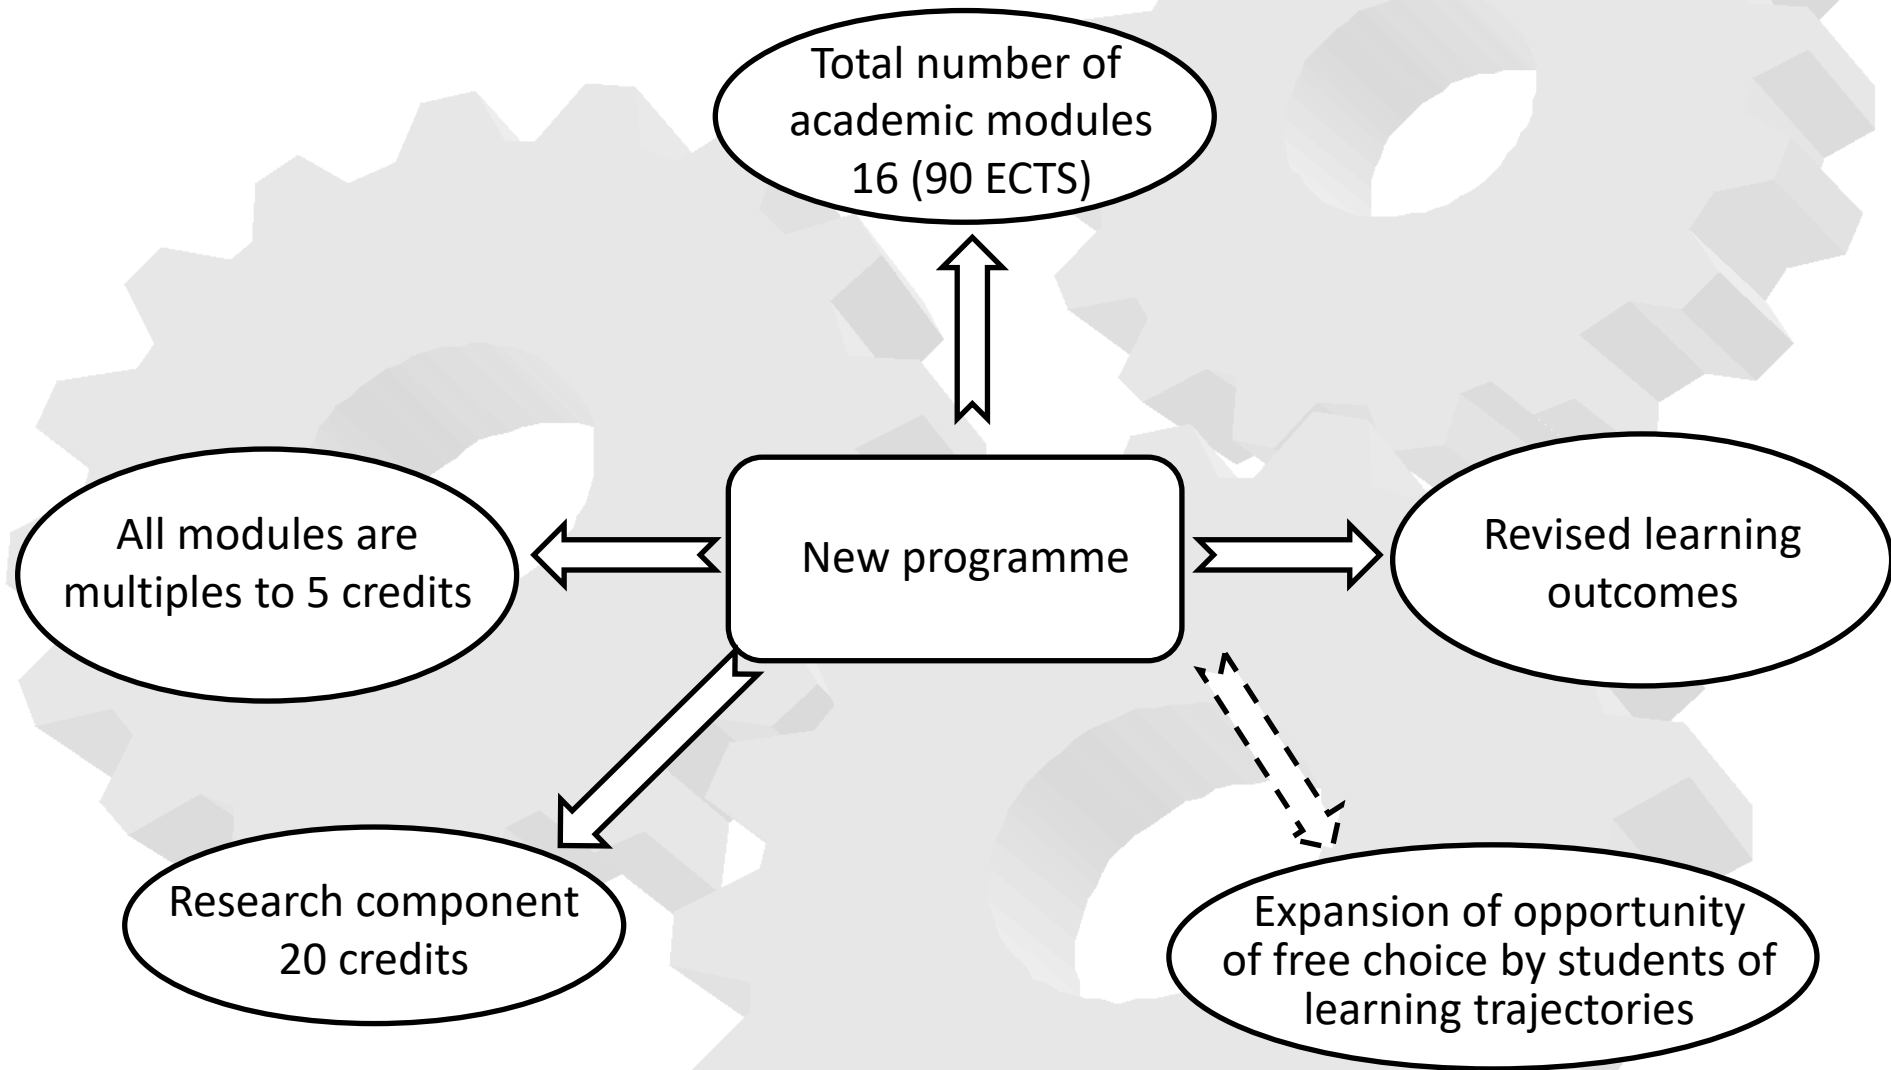 Total number of
academic modules
16 (90 ECTS)
All modules are
multiples to 5 credits
New programme
Revised learning
outcomes
Research component
20 credits
Expansion of opportunity
of free choice by students of
learning trajectories